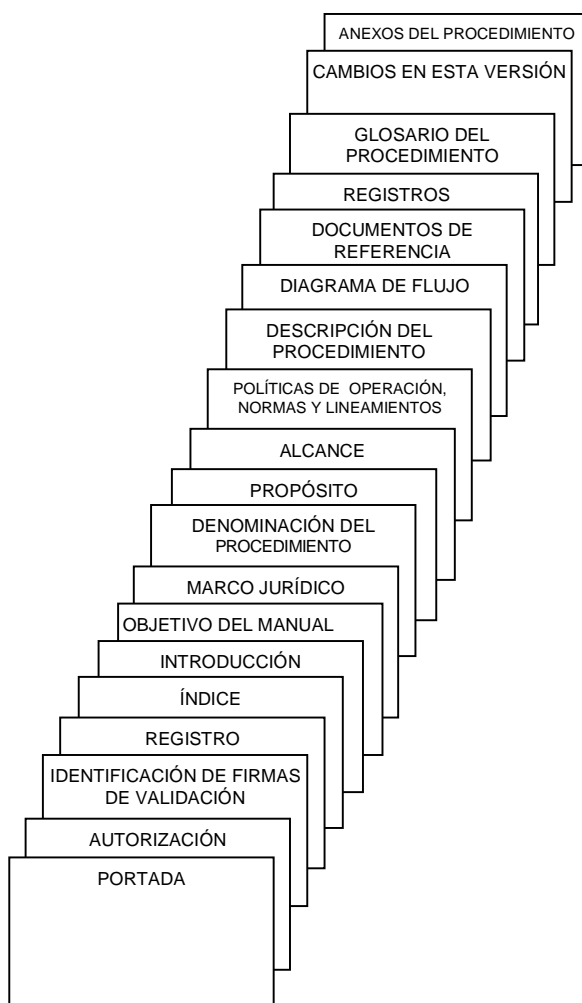 ANEXOS DEL PROCEDIMIENTO
CAMBIOS EN ESTA VERSIÓN
GLOSARIO DEL
PROCEDIMIENTO
REGISTROS
DOCUMENTOS DE
REFERENCIA
DIAGRAMA DE FLUJO
DESCRIPCIÓN DEL
PROCEDIMIENTO
POLÍTICAS DE OPERACIÓN,
NORMAS Y LINEAMIENTOS
ALCANCE
PROPÓSITO
DENOMINACIÓN DEL
PROCEDIMIENTO
MARCO JURÍDICO
OBJETIVO DEL MANUAL
INTRODUCCIÓN
ÍNDICE
REGISTRO
IDENTIFICACIÓN DE FIRMAS
DE VALIDACIÓN
AUTORIZACIÓN
PORTADA